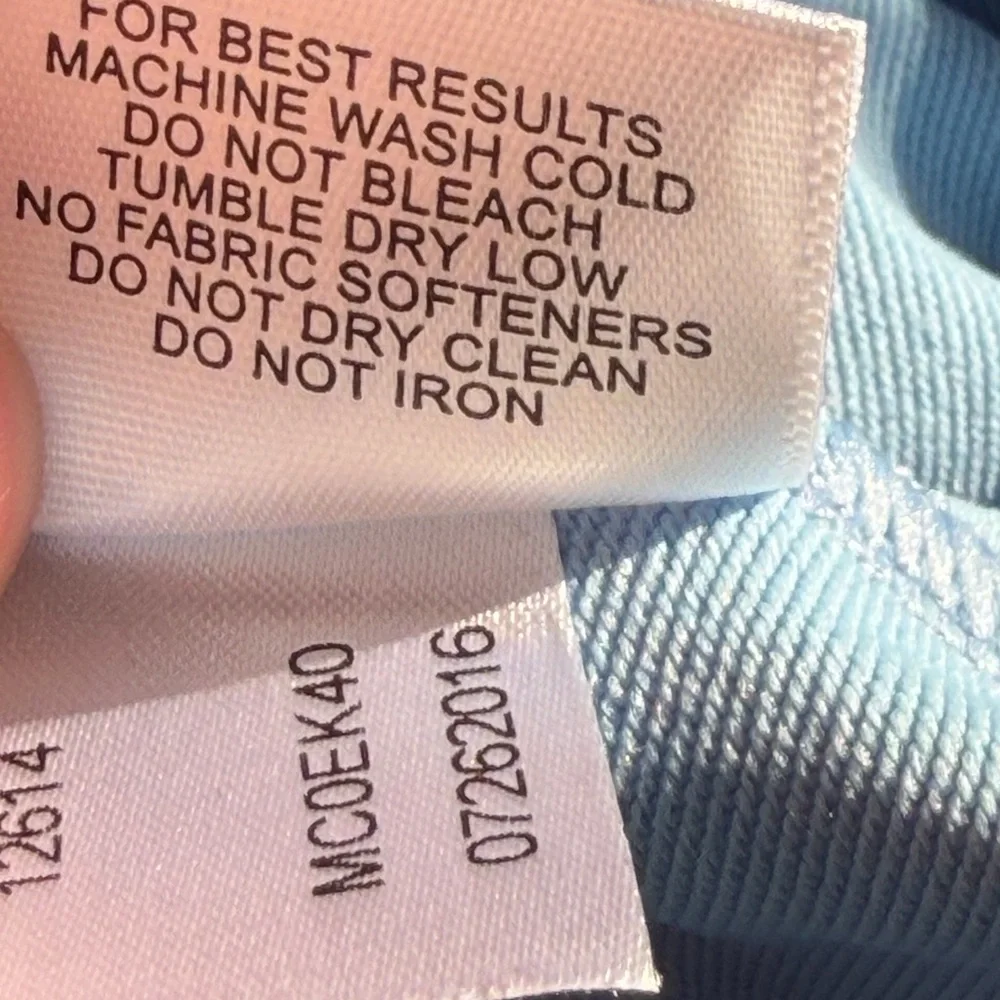 FOR BEST RESULTS
MACHINE WASH COLD
DO NOT BLEACH
TUMBLE DRY LOW
NO FABRIC SOFTENERS
DO NOT DRY CLEAN
DO NOT IRON
12614
MCOEK40
07262016